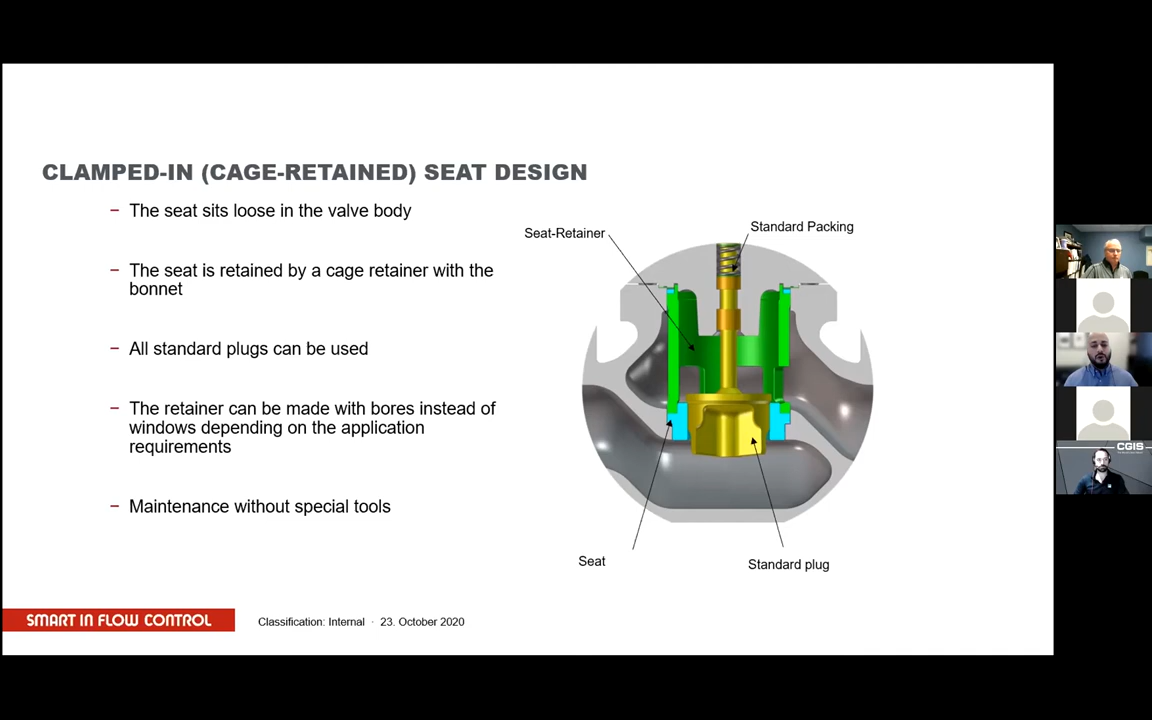 CLAMPED-IN (CAGE-RETAINED) SEAT DESIGN
− The seat sits loose in the valve body
− The seat is retained by a cage retainer with the
bonnet
− All standard plugs can be used
− The retainer can be made with bores instead of
windows depending on the application
requirements
− Maintenance without special tools
Seat-Retainer
Standard Packing
Seat
Standard plug
SMART IN FLOW CONTROL
Classification: Internal · 23. October 2020
CGIS